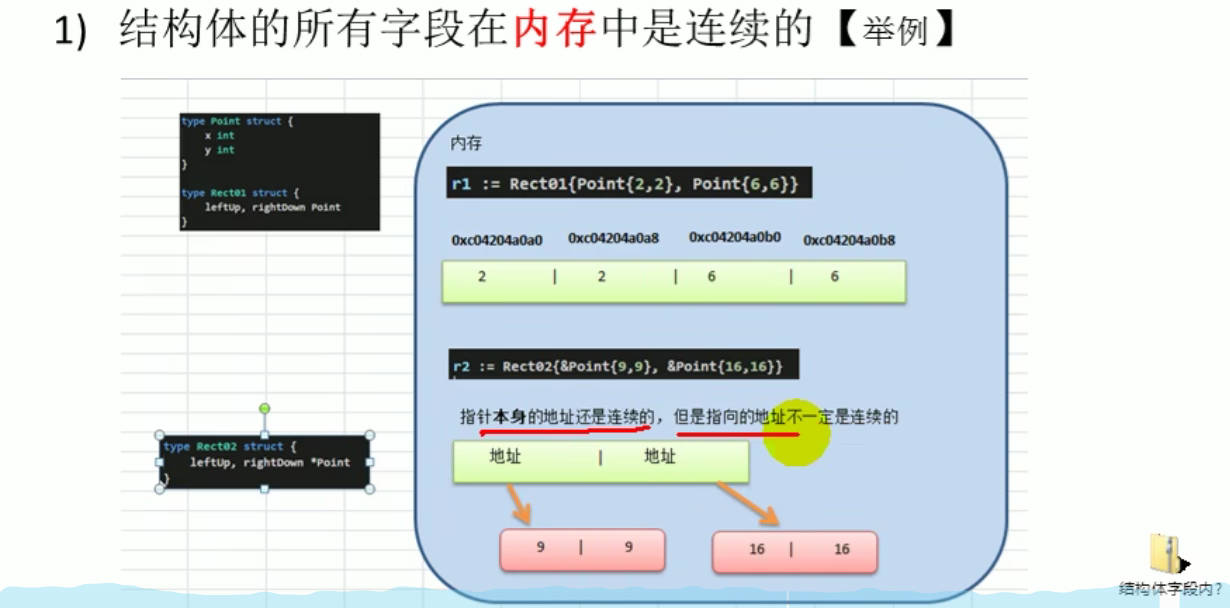 1) 结构体的所有字段在内存中是连续的【举例】
type Point struct {
x int
y int
}
type Rect01 struct {
leftUp, rightDown Point
}
内存
r1 := Rect01{Point{2,2}, Point{6,6}}
0xc04204a0a0 0xc04204a0a8 0xc04204a0b0 0xc04204a0b8
2 | 2 | 6 | 6
r2 := Rect02{&Point{9,9}, &Point{16,16}}
指针本身的地址还是连续的，但是指向的地址不一定是连续的
type Rect02 struct {
leftUp, rightDown *Point
}
地址 | 地址
9 | 9
16 | 16
结构体字段内?